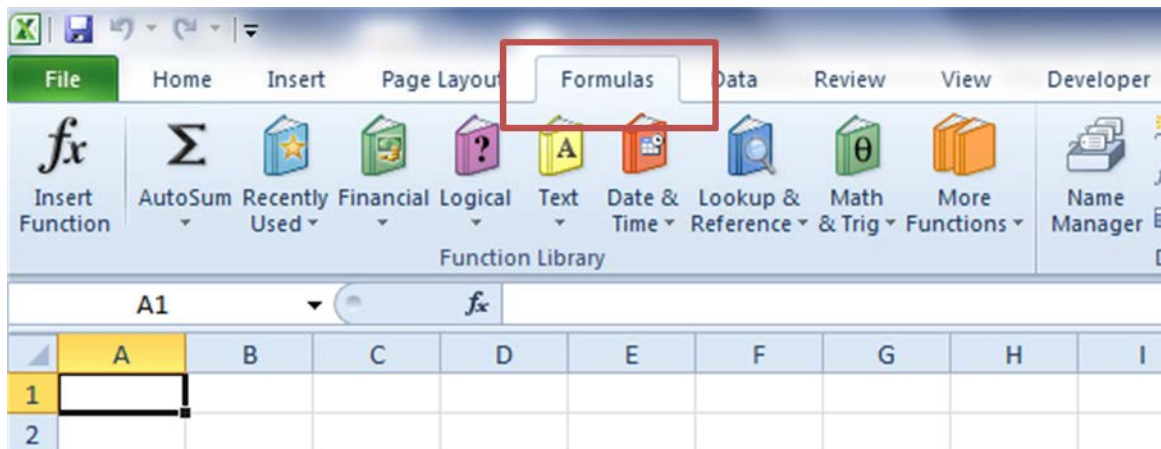 File Home Insert Page Layout Formulas Data Review View Developer
fx Σ ? A θ
Insert AutoSum Recently Financial Logical Text Date & Lookup & Math More Name
Function Used Time Reference & Trig Functions Manager
Function Library
A1 fx
A B C D E F G H I
1
2